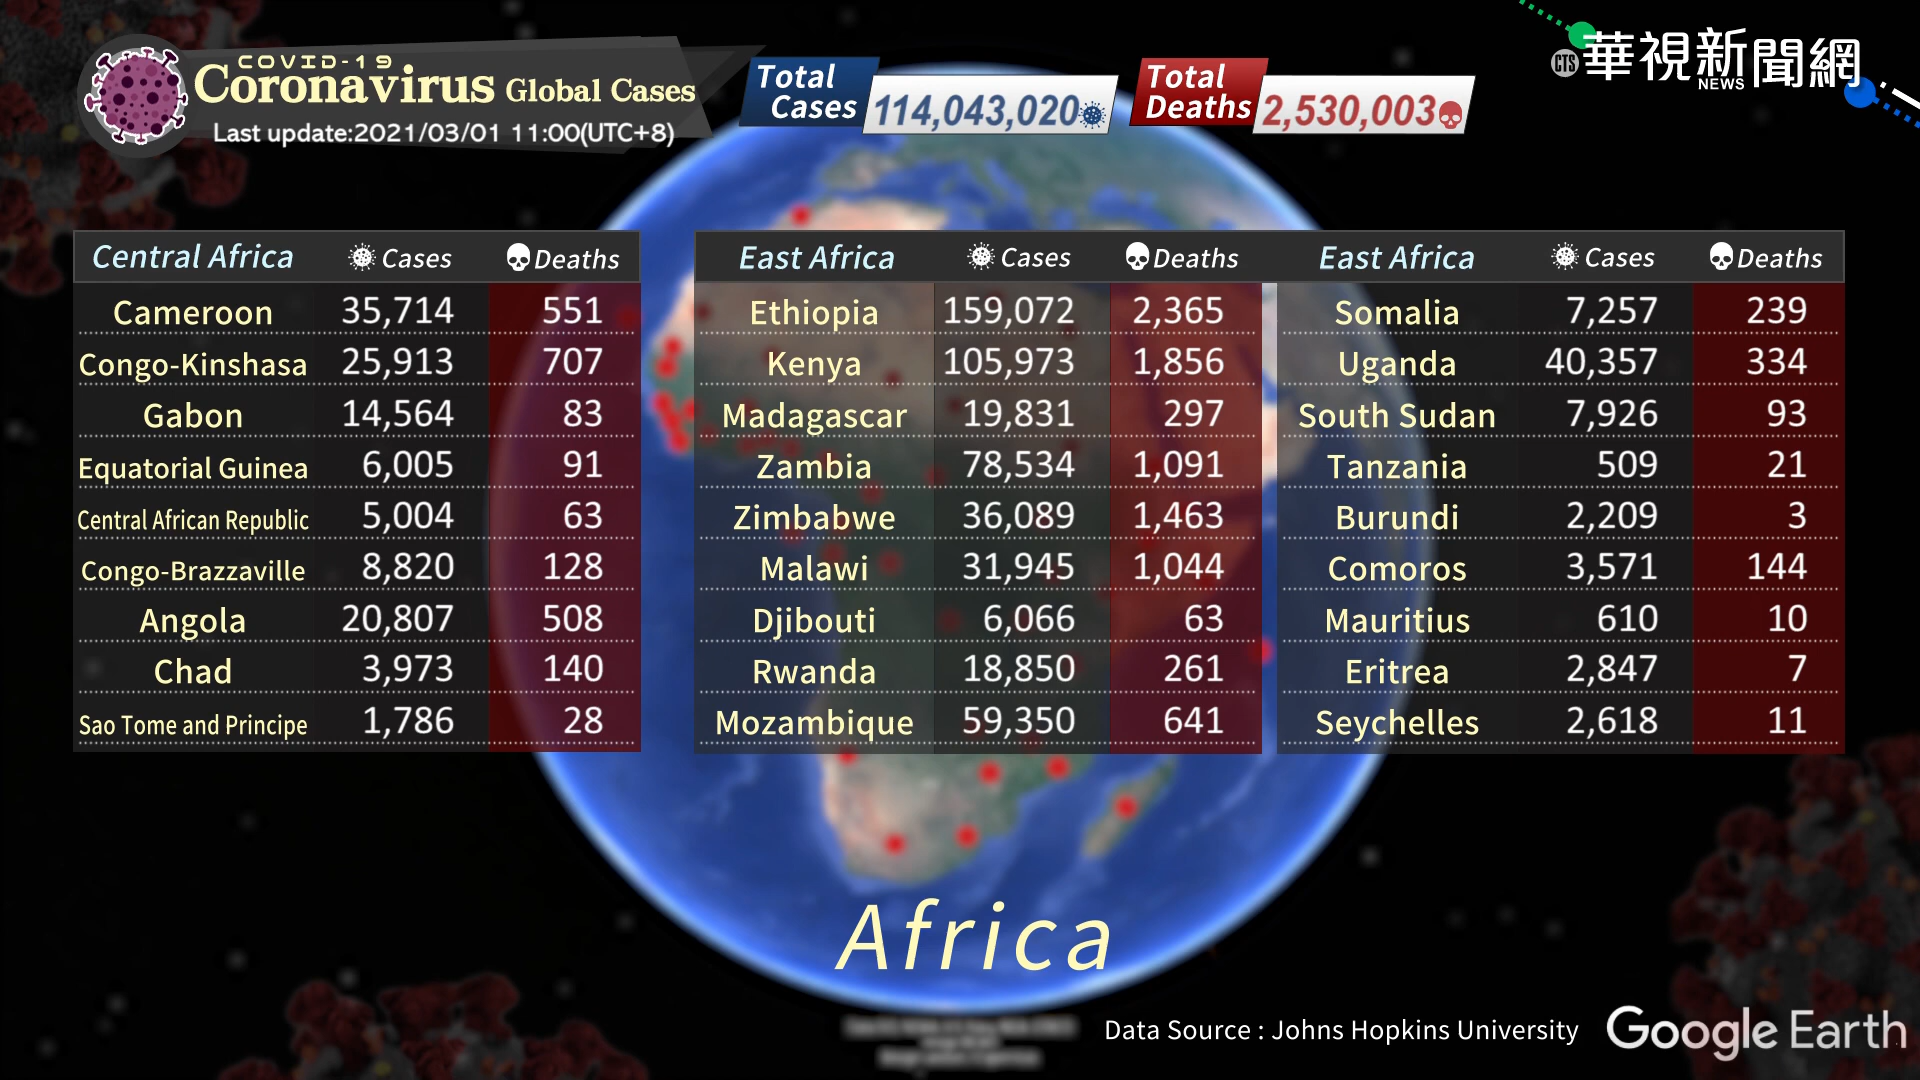 COVID-19
Coronavirus Global Cases
Last update:2021/03/01 11:00(UTC+8)
Total Cases 114,043,020
Total Deaths 2,530,003
CTS 華視新聞網
NEWS
Central Africa Cases Deaths
Cameroon 35,714 551
Congo-Kinshasa 25,913 707
Gabon 14,564 83
Equatorial Guinea 6,005 91
Central African Republic 5,004 63
Congo-Brazzaville 8,820 128
Angola 20,807 508
Chad 3,973 140
Sao Tome and Principe 1,786 28
East Africa Cases Deaths
Ethiopia 159,072 2,365
Kenya 105,973 1,856
Madagascar 19,831 297
Zambia 78,534 1,091
Zimbabwe 36,089 1,463
Malawi 31,945 1,044
Djibouti 6,066 63
Rwanda 18,850 261
Mozambique 59,350 641
East Africa Cases Deaths
Somalia 7,257 239
Uganda 40,357 334
South Sudan 7,926 93
Tanzania 509 21
Burundi 2,209 3
Comoros 3,571 144
Mauritius 610 10
Eritrea 2,847 7
Seychelles 2,618 11
Africa
Data Source : Johns Hopkins University
Google Earth